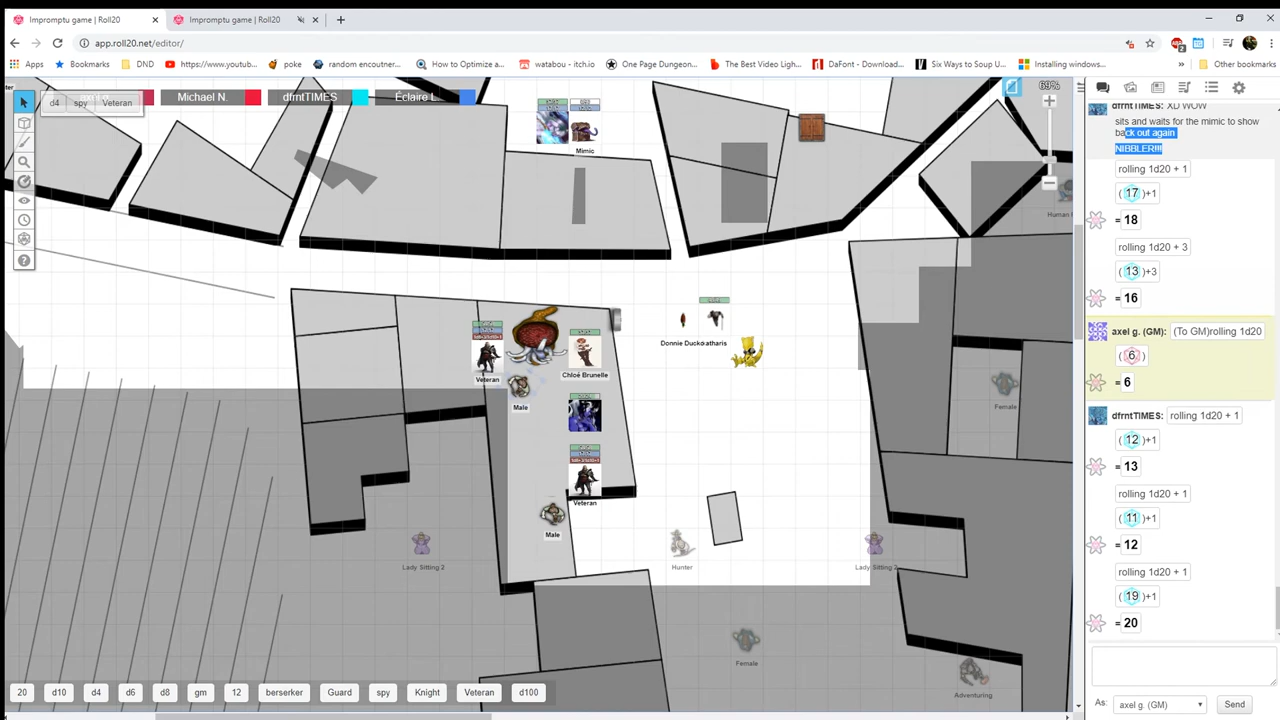 Impromptu game | Roll20
Impromptu game | Roll20
app.roll20.net/editor/
Apps
Bookmarks
DND
https://www.youtub...
poke
random encoutner...
How to Optimize a...
watabou - itch.io
One Page Dungeon...
The Best Video Ligh...
DaFont - Download...
Six Ways to Soup U...
Installing windows...
Other bookmarks
d4
spy
Veteran
Michael N.
dfrntTIMES
Éclaire L.
69%
Mimic
Veteran
Chloé Brunelle
Male
Veteran
Male
Lady Sitting 2
Hunter
Lady Sitting 2
Female
Female
Adventuring
dfrntTIMES: XD WOW
sits and waits for the mimic to show
back out again
NIBBLER!!!
rolling 1d20 + 1
(17)+1
= 18
rolling 1d20 + 3
(13)+3
= 16
axel g. (GM): (To GM)rolling 1d20
(6)
= 6
dfrntTIMES: rolling 1d20 + 1
(12)+1
= 13
rolling 1d20 + 1
(11)+1
= 12
rolling 1d20 + 1
(19)+1
= 20
20
d10
d4
d6
d8
gm
12
berserker
Guard
spy
Knight
Veteran
d100
As: axel g. (GM)
Send